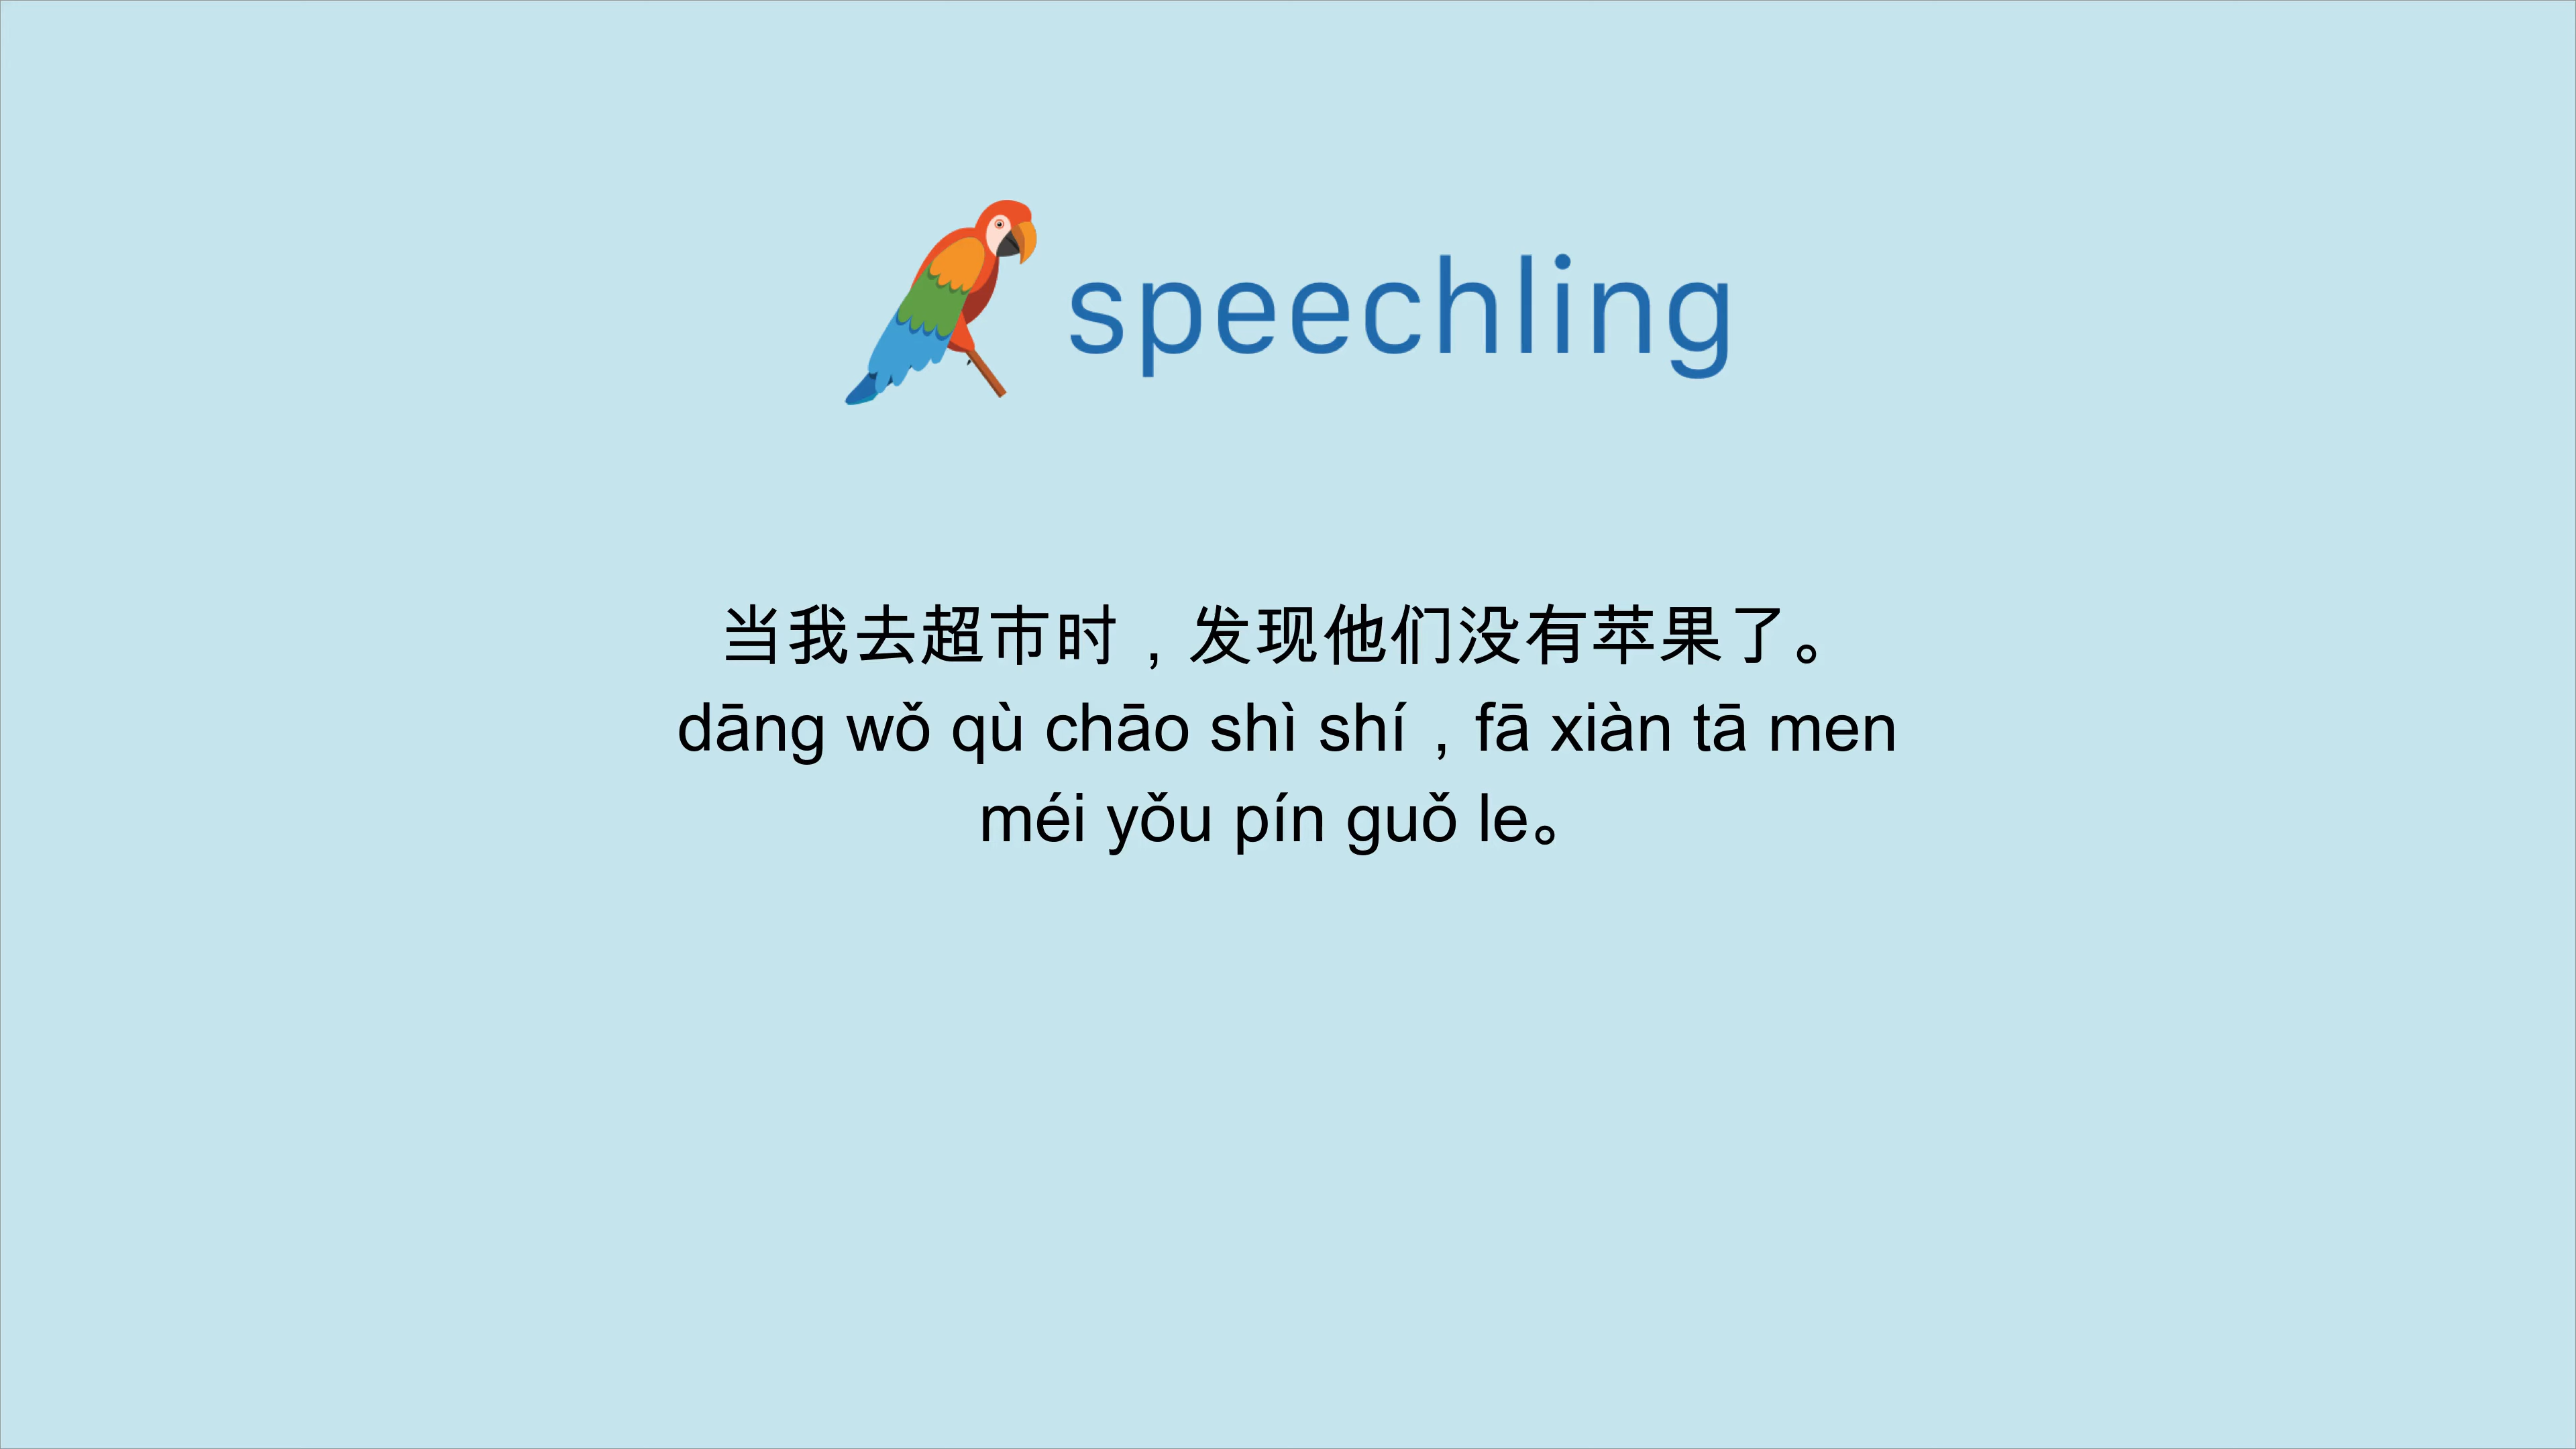 speechling
当我去超市时，发现他们没有苹果了。
dāng wǒ qù chāo shì shí，fā xiàn tā men
méi yǒu pín guǒ le。